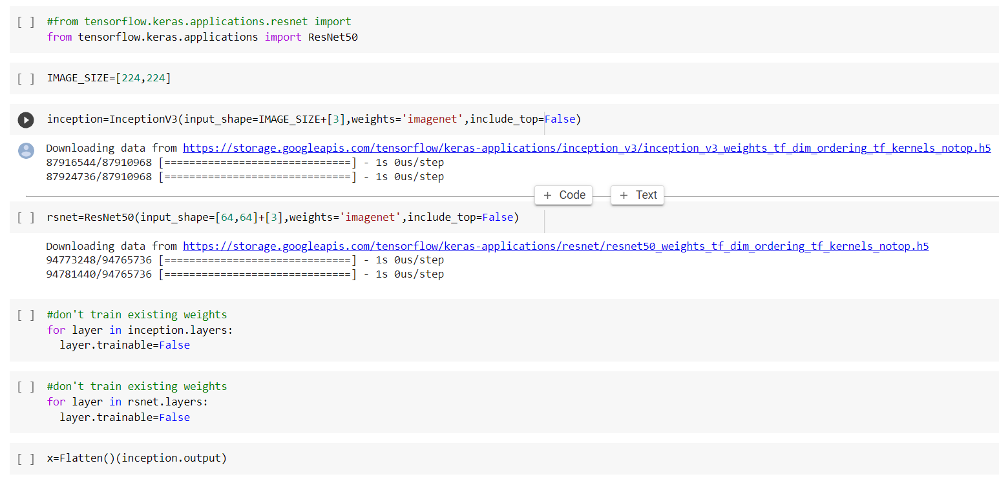 [ ] #from tensorflow.keras.applications.resnet import
from tensorflow.keras.applications import ResNet50
[ ] IMAGE_SIZE=[224,224]
inception=InceptionV3(input_shape=IMAGE_SIZE+[3],weights='imagenet',include_top=False)
Downloading data from https://storage.googleapis.com/tensorflow/keras-applications/inception_v3/inception_v3_weights_tf_dim_ordering_tf_kernels_notop.h5
87916544/87910968 [==============================] - 1s 0us/step
87924736/87910968 [==============================] - 1s 0us/step
+ Code + Text
[ ] rsnet=ResNet50(input_shape=[64,64]+[3],weights='imagenet',include_top=False)
Downloading data from https://storage.googleapis.com/tensorflow/keras-applications/resnet/resnet50_weights_tf_dim_ordering_tf_kernels_notop.h5
94773248/94765736 [==============================] - 1s 0us/step
94781440/94765736 [==============================] - 1s 0us/step
[ ] #don't train existing weights
for layer in inception.layers:
  layer.trainable=False
[ ] #don't train existing weights
for layer in rsnet.layers:
  layer.trainable=False
[ ] x=Flatten()(inception.output)